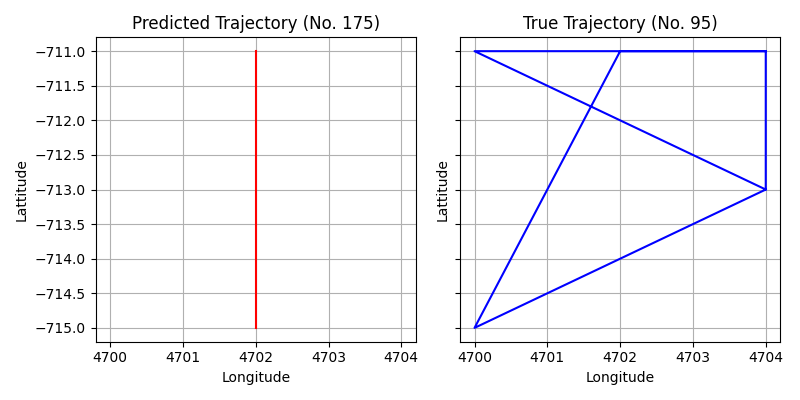 Predicted Trajectory (No. 175)
True Trajectory (No. 95)
−711.0
−711.5
−712.0
−712.5
−713.0
−713.5
−714.0
−714.5
−715.0
Lattitude
Lattitude
4700 4701 4702 4703 4704
4700 4701 4702 4703 4704
Longitude
Longitude